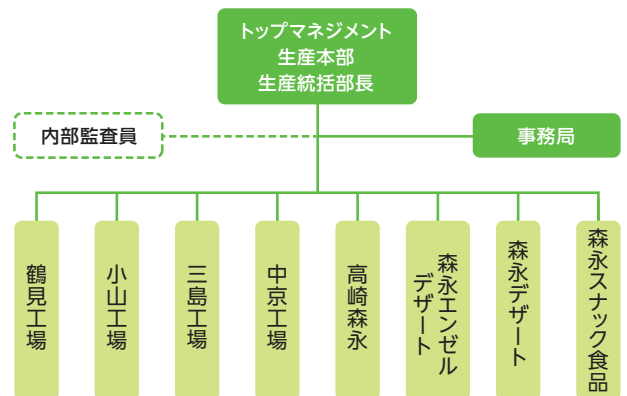 トップマネジメント
生産本部
生産統括部長
内部監査員
事務局
鶴見工場
小山工場
三島工場
中京工場
高崎森永
森永エンゼル
デザート
森永デザート
森永スナック食品